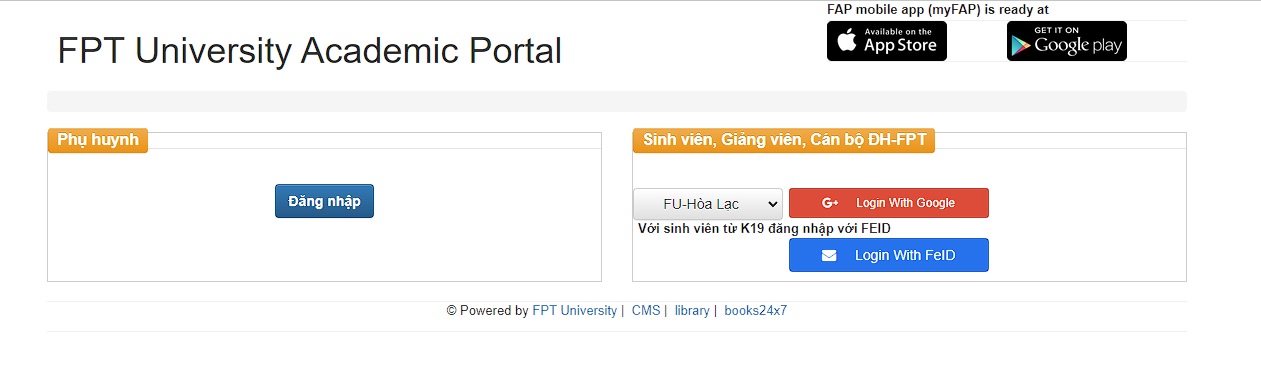 FAP mobile app (myFAP) is ready at
FPT University Academic Portal
Available on the
App Store
GET IT ON
Google play
Phụ huynh
Đăng nhập
Sinh viên, Giảng viên, Cán bộ ĐH-FPT
FU-Hòa Lạc
G+ Login With Google
Với sinh viên từ K19 đăng nhập với FEID
Login With FeID
© Powered by FPT University | CMS | library | books24x7